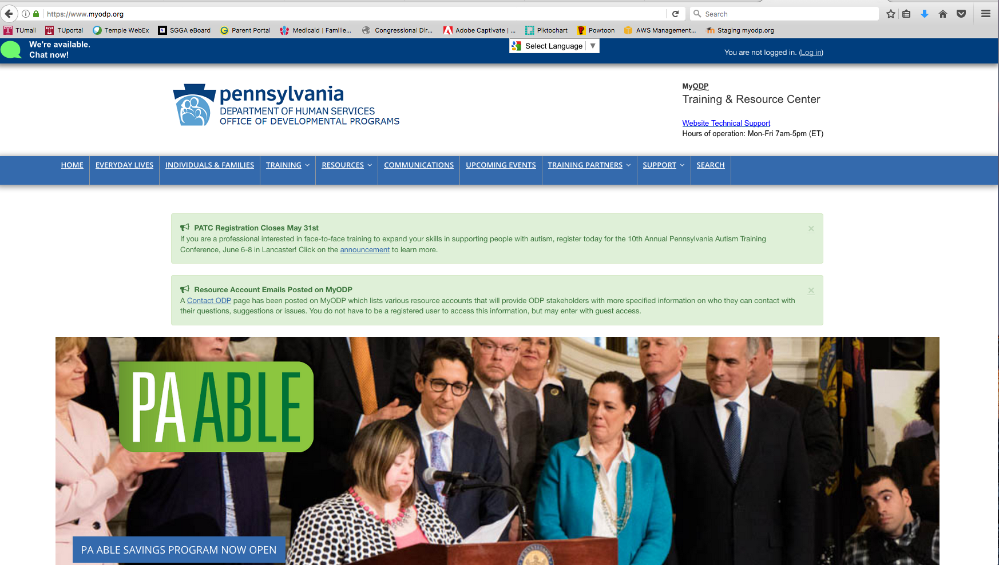 https://www.myodp.org
Search
TUmail TUportal Temple WebEx SGGA eBoard Parent Portal Medicaid | Familie... Congressional Dir... Adobe Captivate | ... Piktochart Powtoon AWS Management... Staging myodp.org
We're available.
Chat now!
Select Language ▼
You are not logged in. (Log in)
pennsylvania
DEPARTMENT OF HUMAN SERVICES
OFFICE OF DEVELOPMENTAL PROGRAMS
MyODP
Training & Resource Center
Website Technical Support
Hours of operation: Mon-Fri 7am-5pm (ET)
HOME EVERYDAY LIVES INDIVIDUALS & FAMILIES TRAINING RESOURCES COMMUNICATIONS UPCOMING EVENTS TRAINING PARTNERS SUPPORT SEARCH
PATC Registration Closes May 31st ×
If you are a professional interested in face-to-face training to expand your skills in supporting people with autism, register today for the 10th Annual Pennsylvania Autism Training
Conference, June 6-8 in Lancaster! Click on the announcement to learn more.
Resource Account Emails Posted on MyODP ×
A Contact ODP page has been posted on MyODP which lists various resource accounts that will provide ODP stakeholders with more specified information on who they can contact with
their questions, suggestions or issues. You do not have to be a registered user to access this information, but may enter with guest access.
PA ABLE
PA ABLE SAVINGS PROGRAM NOW OPEN